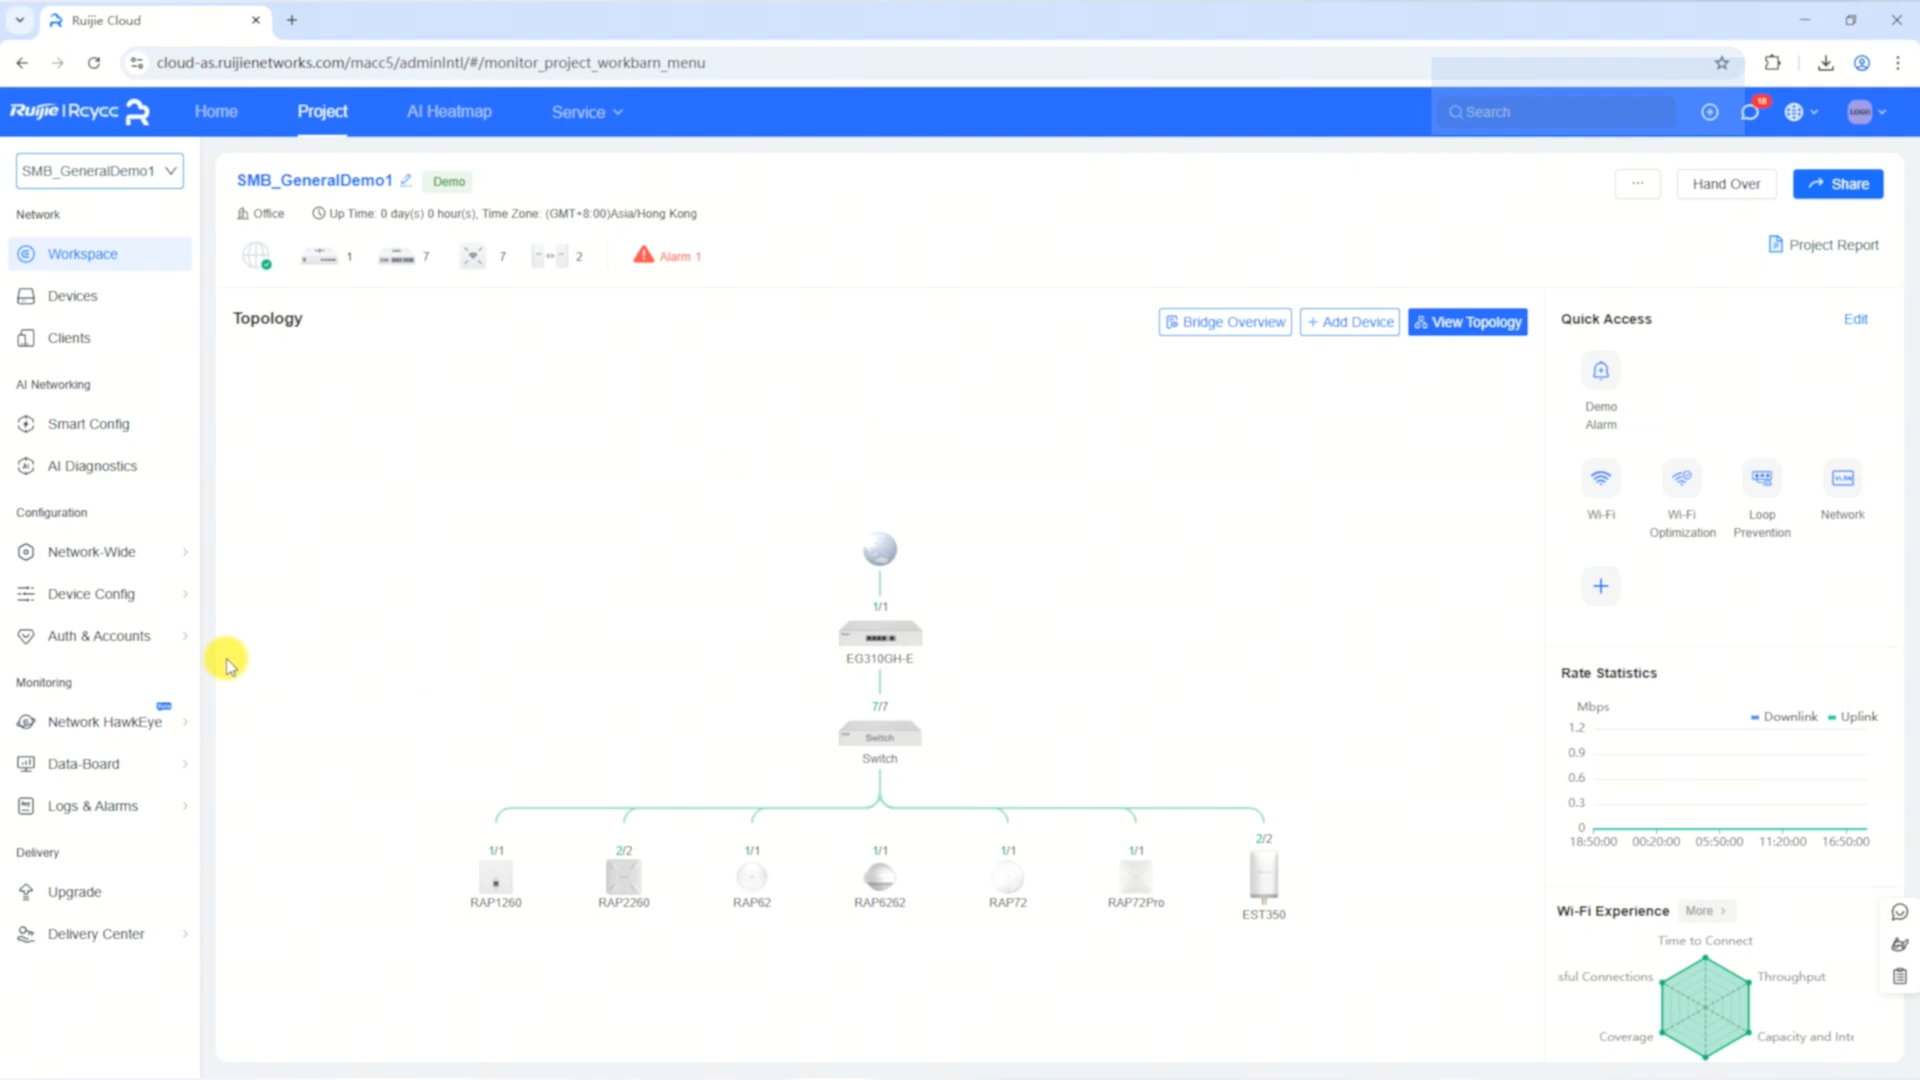 Ruijie Cloud
cloud-as.ruijienetworks.com/macc5/adminIntl/#/monitor_project_workbarn_menu
Ruijie | Rcycc
Home
Project
AI Heatmap
Service
Search
18
LOGO
SMB_GeneralDemo1
Network
Workspace
Devices
Clients
AI Networking
Smart Config
AI Diagnostics
Configuration
Network-Wide
Device Config
Auth & Accounts
Monitoring
Network HawkEye
Data-Board
Logs & Alarms
Delivery
Upgrade
Delivery Center
SMB_GeneralDemo1
Demo
Office
Up Time: 0 day(s) 0 hour(s), Time Zone: (GMT+8:00)Asia/Hong Kong
1
7
7
2
Alarm 1
...
Hand Over
Share
Project Report
Topology
Bridge Overview
+ Add Device
View Topology
1/1
EG310GH-E
7/7
Switch
Switch
1/1
RAP1260
2/2
RAP2260
1/1
RAP62
1/1
RAP6262
1/1
RAP72
1/1
RAP72Pro
2/2
EST350
Quick Access
Edit
Demo
Alarm
Wi-Fi
Wi-Fi
Optimization
Loop
Prevention
VLAN
Network
Rate Statistics
Mbps
Downlink
Uplink
1.2
0.9
0.6
0.3
0
18:50:00 00:20:00 05:50:00 11:20:00 16:50:00
Wi-Fi Experience
More >
Time to Connect
sful Connections
Throughput
Coverage
Capacity and Inte